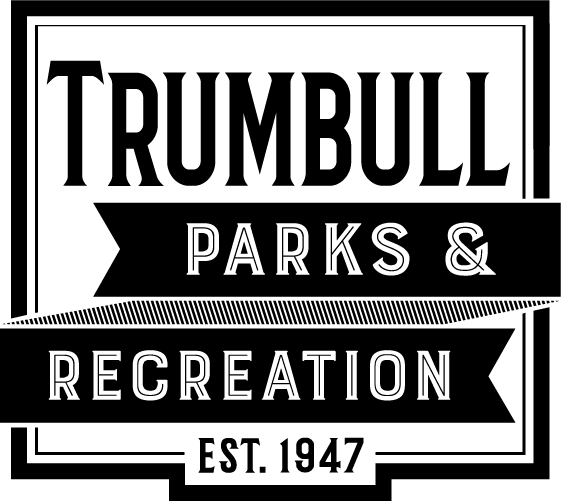 TRUMBULL
PARKS &
RECREATION
EST. 1947